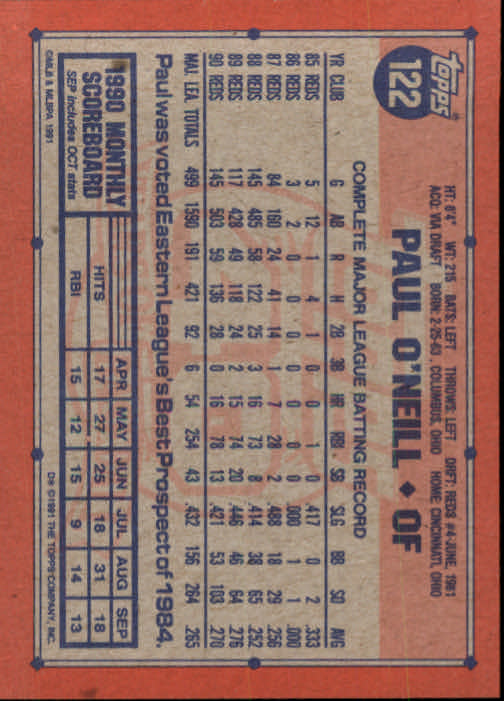 topps®
122
HT: 6'4" WT: 215 BATS: LEFT THROWS: LEFT DRFT: REDS #4-JUNE, 1981
ACQ: VIA DRAFT BORN: 2-25-63, COLUMBUS, OHIO HOME: CINCINNATI, OHIO
PAUL O'NEILL ◆ OF
COMPLETE MAJOR LEAGUE BATTING RECORD
YR CLUB G AB R H 2B 3B HR RBI SB SLG BB SO AVG
85 REDS 5 12 1 4 1 0 0 1 0 .417 0 2 .333
86 REDS 3 2 0 0 0 0 0 0 0 .000 1 1 .000
87 REDS 84 160 24 41 14 1 7 28 2 .488 18 29 .256
88 REDS 145 485 58 122 25 3 16 73 8 .414 38 65 .252
89 REDS 117 428 49 118 24 2 15 74 20 .446 46 64 .276
90 REDS 145 503 59 136 28 0 16 78 13 .421 53 103 .270
MAJ. LEA. TOTALS 499 1590 191 421 92 6 54 254 43 .432 156 264 .265
Paul was voted Eastern League's Best Prospect of 1984.
1990 MONTHLY SCOREBOARD
SEP includes OCT stats
APR MAY JUN JUL AUG SEP
HITS 17 27 25 18 31 18
RBI 15 12 15 9 14 13
©MLB & MLBPA 1991
D® ©1991 THE TOPPS COMPANY, INC.